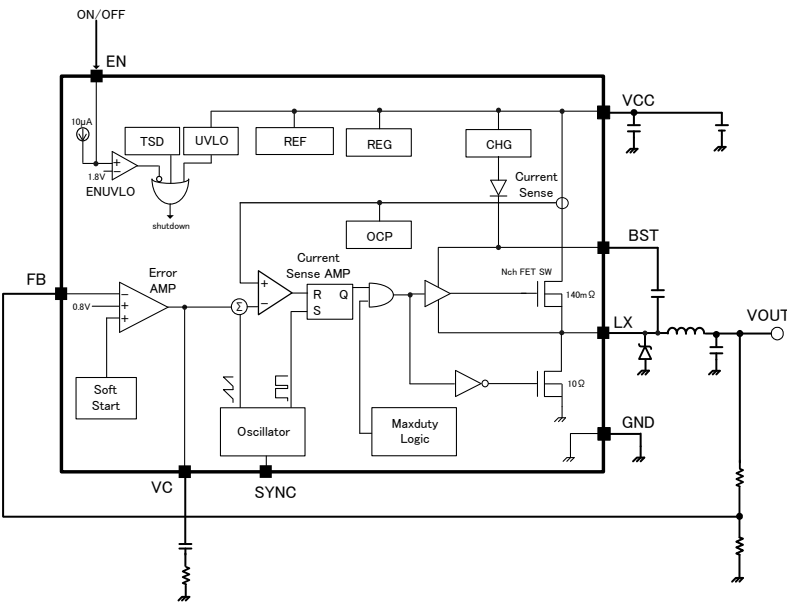 ON/OFF
EN
VCC
10μA
TSD
UVLO
REF
REG
CHG
1.8V
ENUVLO
shutdown
Current
Sense
OCP
BST
FB
Error
AMP
Current
Sense AMP
Nch FET SW
140mΩ
0.8V
Σ
R Q
S
LX
VOUT
Soft
Start
10Ω
Oscillator
Maxduty
Logic
GND
VC
SYNC